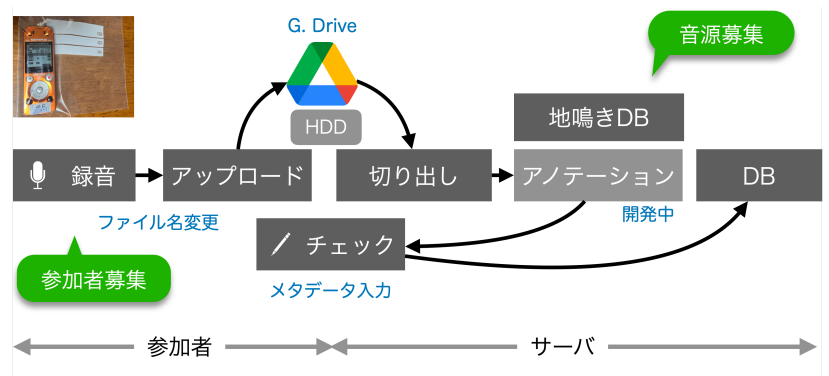 G. Drive
音源募集
HDD
地鳴きDB
録音
アップロード
切り出し
アノテーション
DB
ファイル名変更
開発中
チェック
参加者募集
メタデータ入力
参加者
サーバ